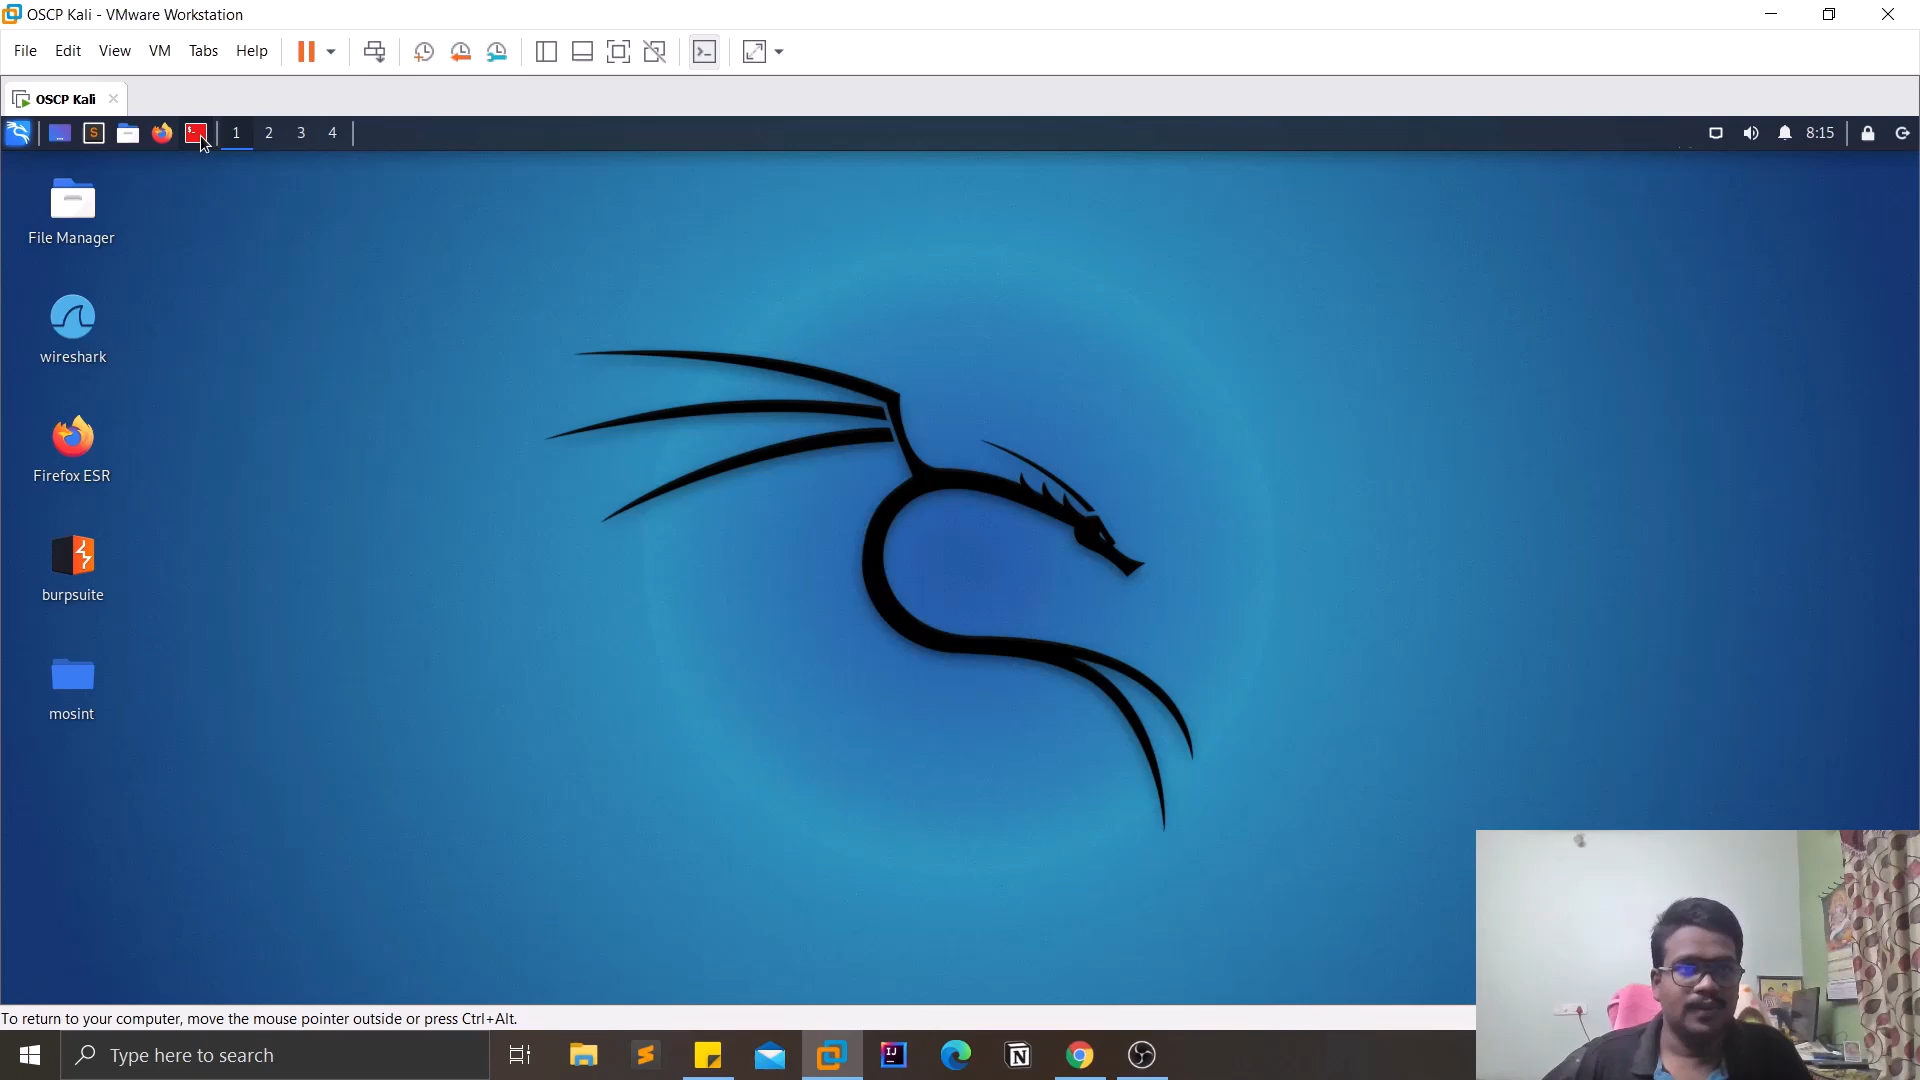 OSCP Kali - VMware Workstation
File Edit View VM Tabs Help
OSCP Kali
1 2 3 4
8:15
File Manager
wireshark
Firefox ESR
burpsuite
mosint
To return to your computer, move the mouse pointer outside or press Ctrl+Alt.
Type here to search